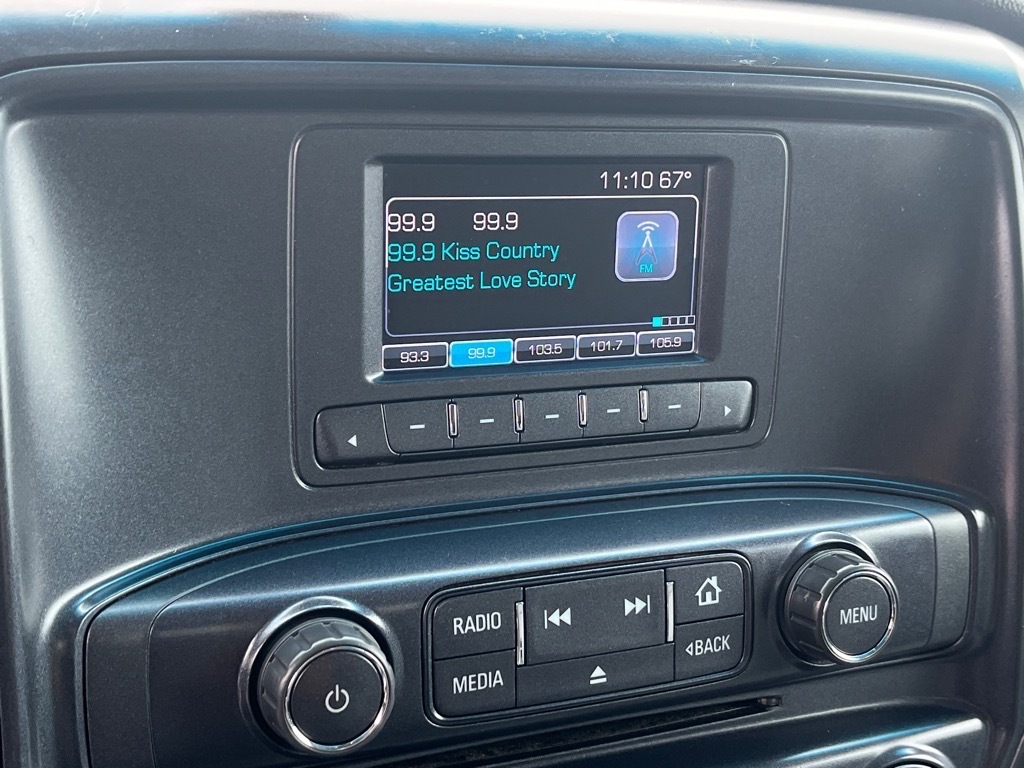 11:10 67°
99.9 99.9
99.9 Kiss Country
Greatest Love Story
FM
93.3 99.9 103.5 101.7 105.9
RADIO
MEDIA
BACK
MENU